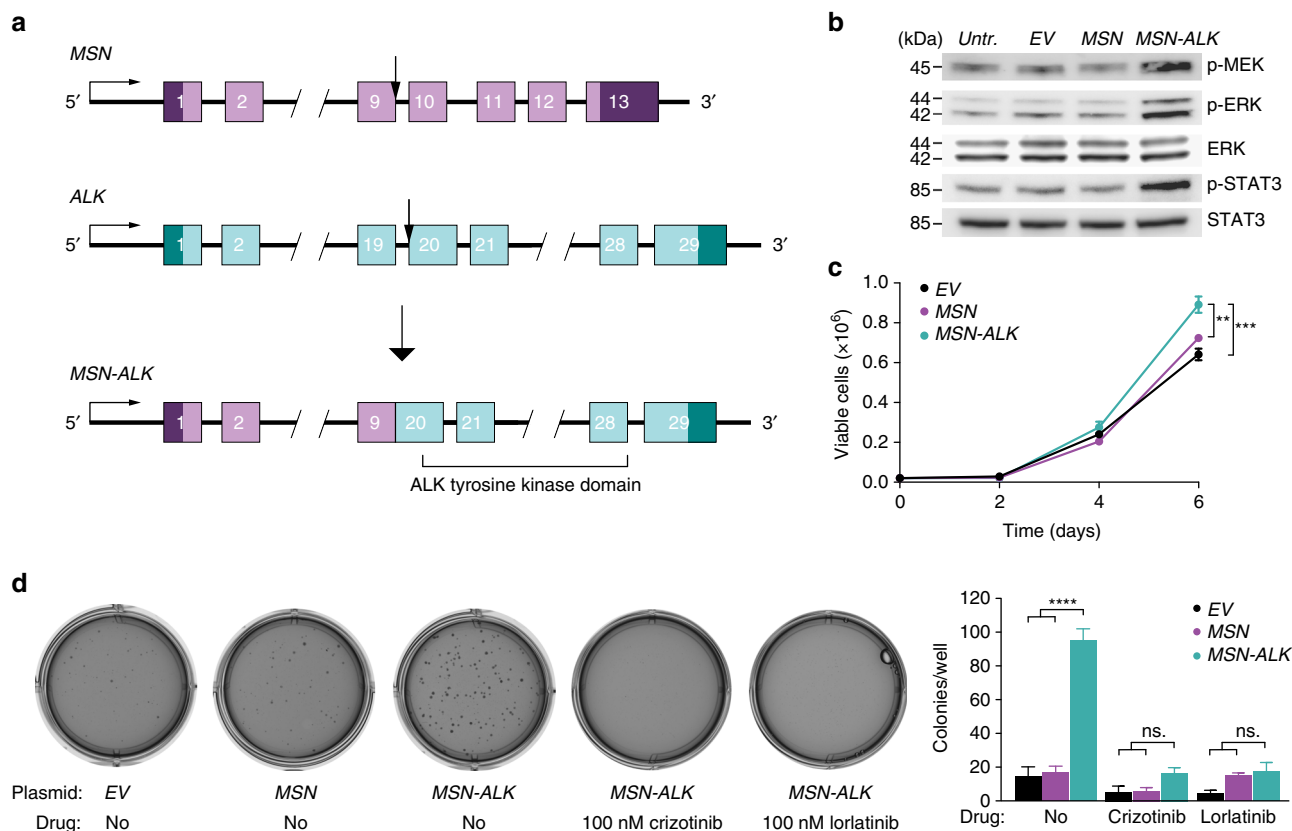 a
MSN
5′ 1 2 9 10 11 12 13 3′
ALK
5′ 1 2 19 20 21 28 29 3′
MSN-ALK
5′ 1 2 9 20 21 28 29 3′
ALK tyrosine kinase domain
b
(kDa) Untr. EV MSN MSN-ALK
45 p-MEK
44
42 p-ERK
44
42 ERK
85 p-STAT3
85 STAT3
c
EV
MSN
MSN-ALK
** ***
Viable cells (×10⁶)
1.0
0.8
0.6
0.4
0.2
0.0
0 2 4 6
Time (days)
d
Plasmid: EV MSN MSN-ALK MSN-ALK MSN-ALK
Drug: No No No 100 nM crizotinib 100 nM lorlatinib
EV
MSN
MSN-ALK
**** ns. ns.
Colonies/well
120
100
80
60
40
20
0
Drug: No Crizotinib Lorlatinib